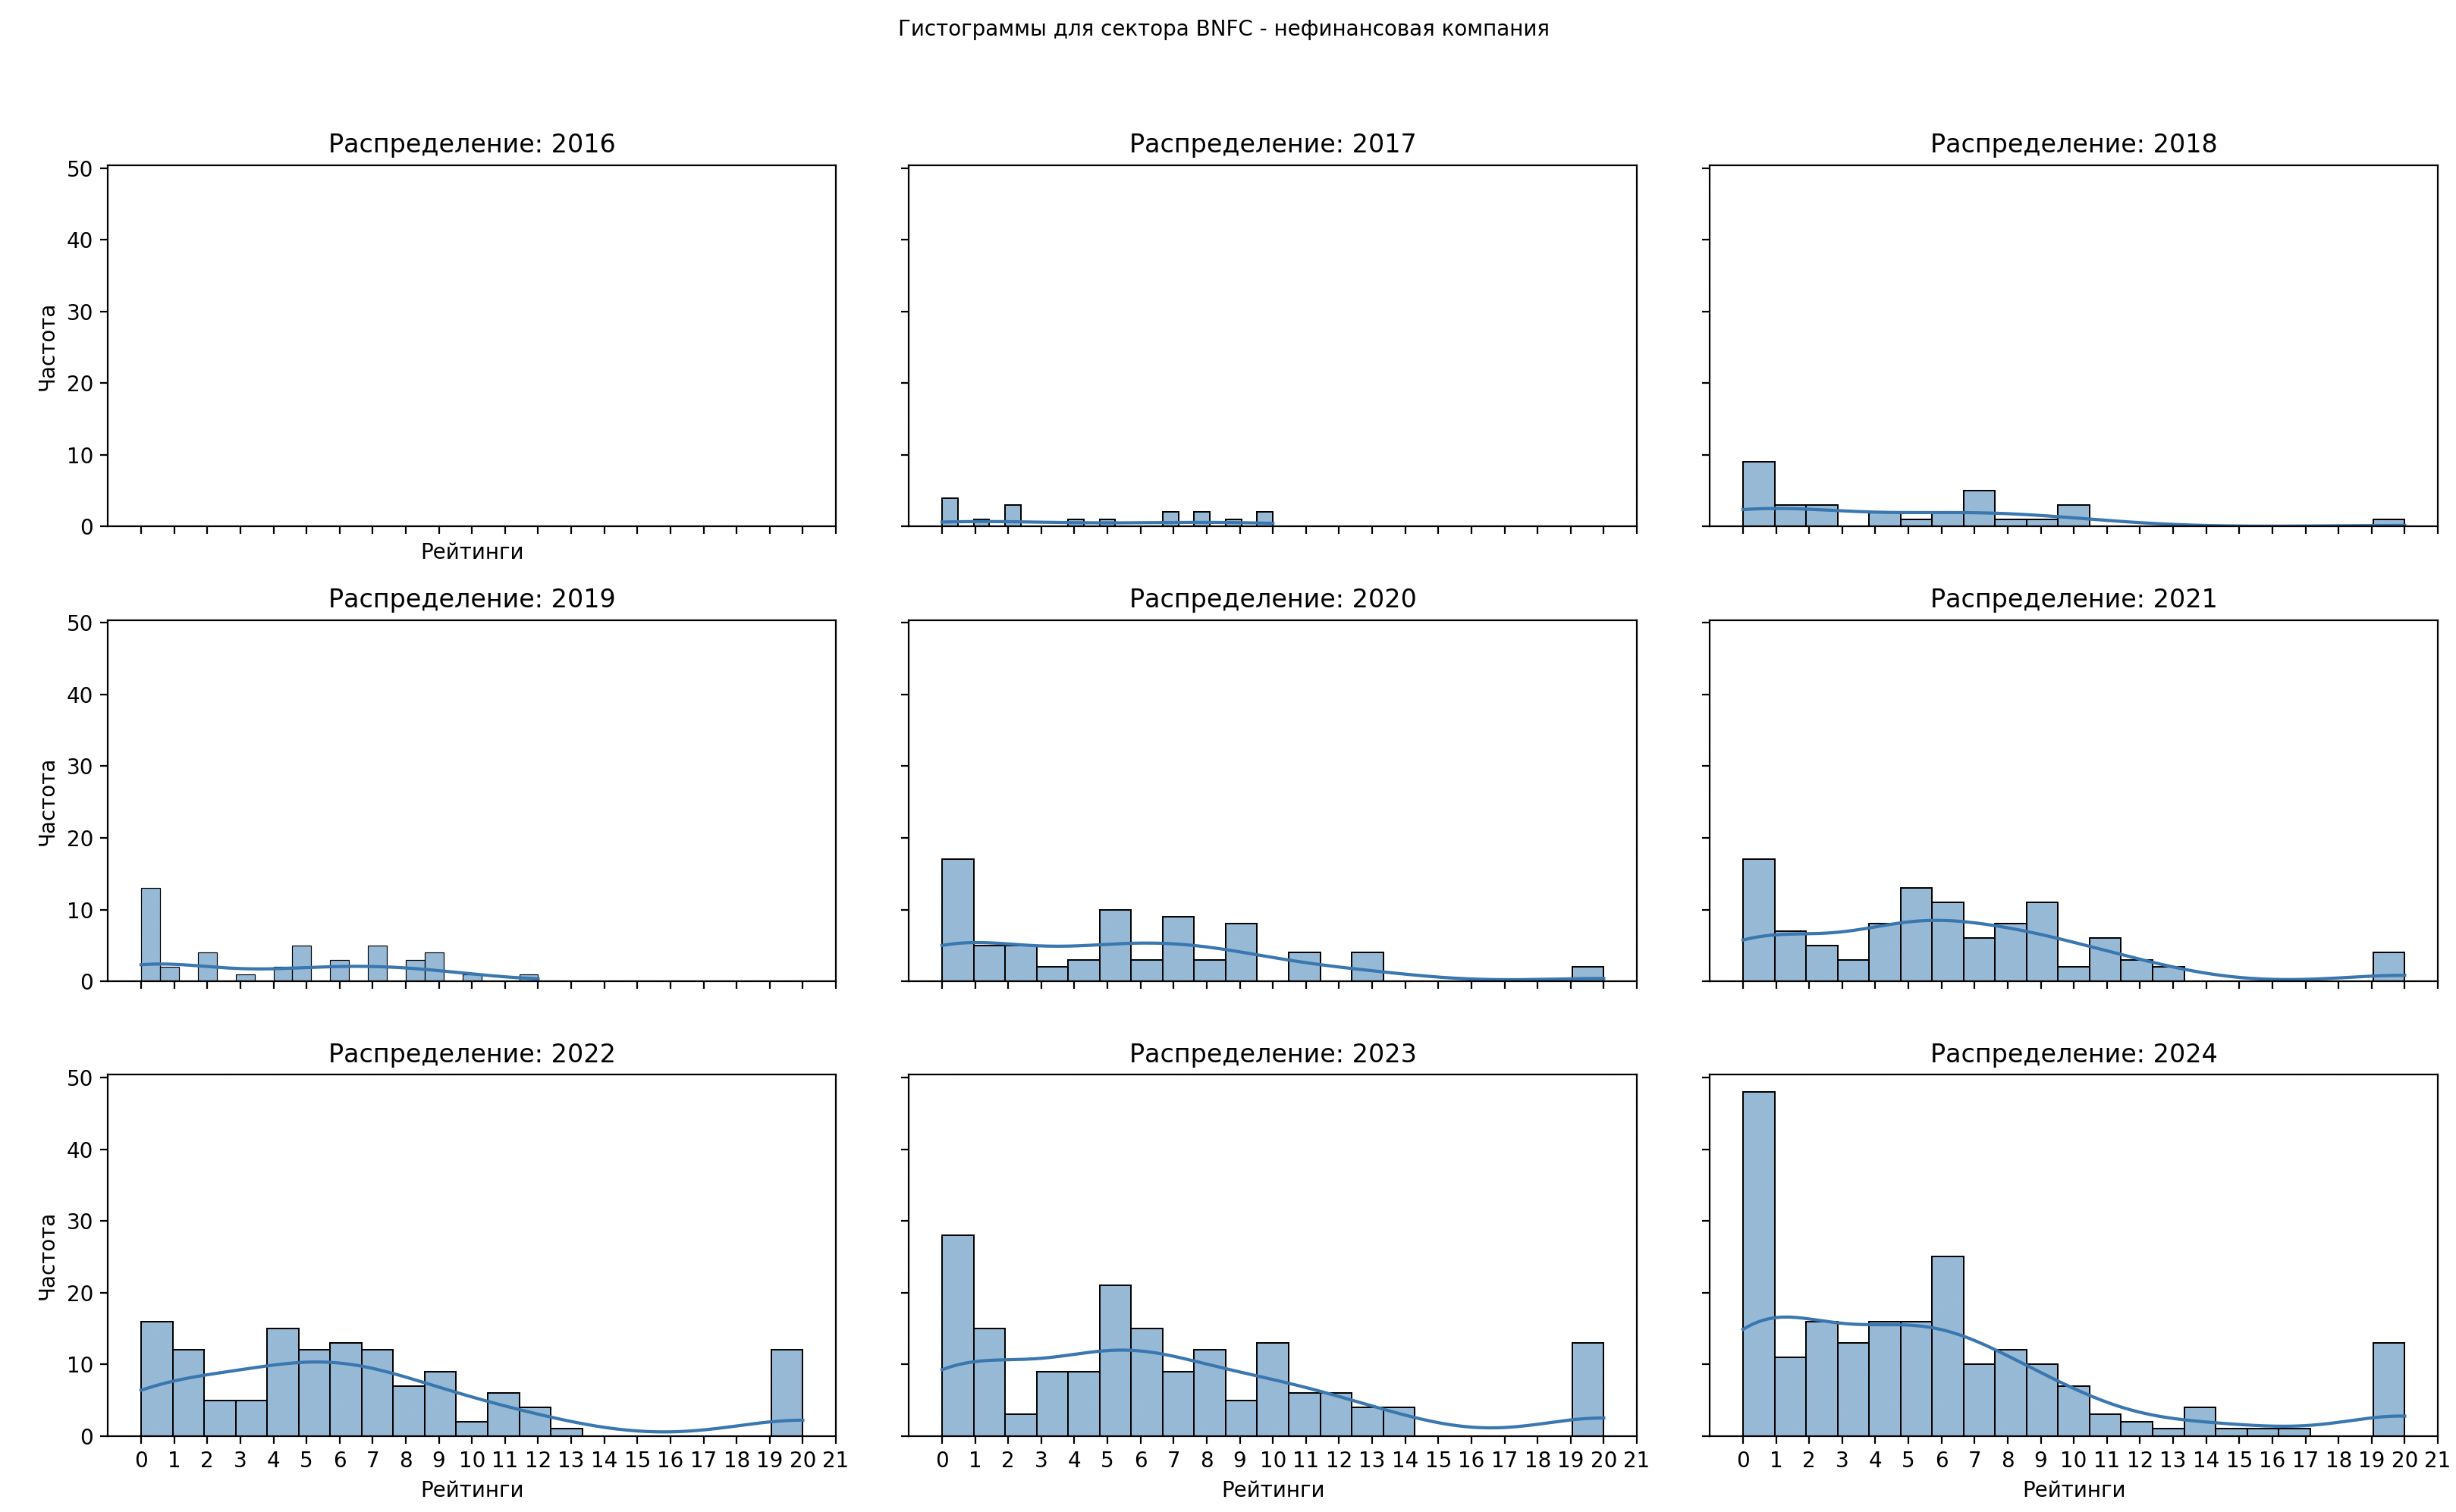 Гистограммы для сектора BNFC - нефинансовая компания
Распределение: 2016
Распределение: 2017
Распределение: 2018
50
40
30
20
10
0
Частота
Рейтинги
Распределение: 2019
Распределение: 2020
Распределение: 2021
50
40
30
20
10
0
Частота
Распределение: 2022
Распределение: 2023
Распределение: 2024
50
40
30
20
10
0
Частота
0 1 2 3 4 5 6 7 8 9 10 11 12 13 14 15 16 17 18 19 20 21
0 1 2 3 4 5 6 7 8 9 10 11 12 13 14 15 16 17 18 19 20 21
0 1 2 3 4 5 6 7 8 9 10 11 12 13 14 15 16 17 18 19 20 21
Рейтинги
Рейтинги
Рейтинги